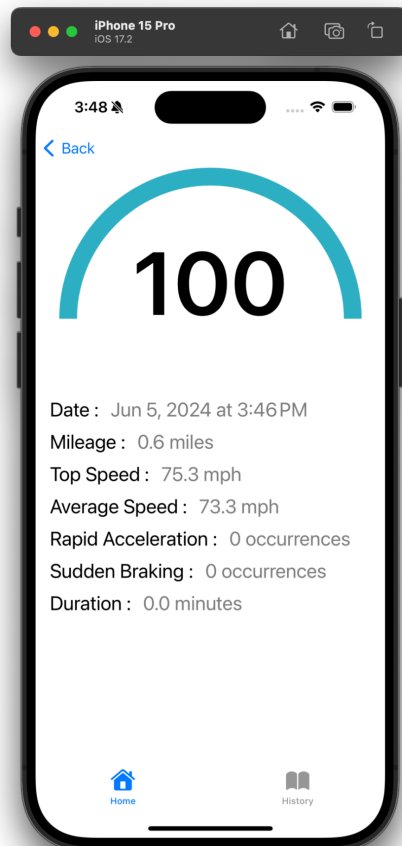 iPhone 15 Pro
iOS 17.2
3:48
Back
100
Date : Jun 5, 2024 at 3:46 PM
Mileage : 0.6 miles
Top Speed : 75.3 mph
Average Speed : 73.3 mph
Rapid Acceleration : 0 occurrences
Sudden Braking : 0 occurrences
Duration : 0.0 minutes
Home History